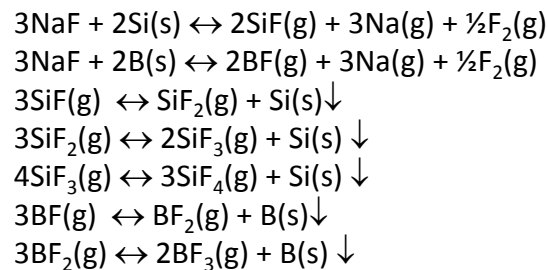 3NaF + 2Si(s) ↔ 2SiF(g) + 3Na(g) + ½F₂(g)
3NaF + 2B(s) ↔ 2BF(g) + 3Na(g) + ½F₂(g)
3SiF(g) ↔ SiF₂(g) + Si(s)↓
3SiF₂(g) ↔ 2SiF₃(g) + Si(s) ↓
4SiF₃(g) ↔ 3SiF₄(g) + Si(s) ↓
3BF(g) ↔ BF₂(g) + B(s)↓
3BF₂(g) ↔ 2BF₃(g) + B(s) ↓